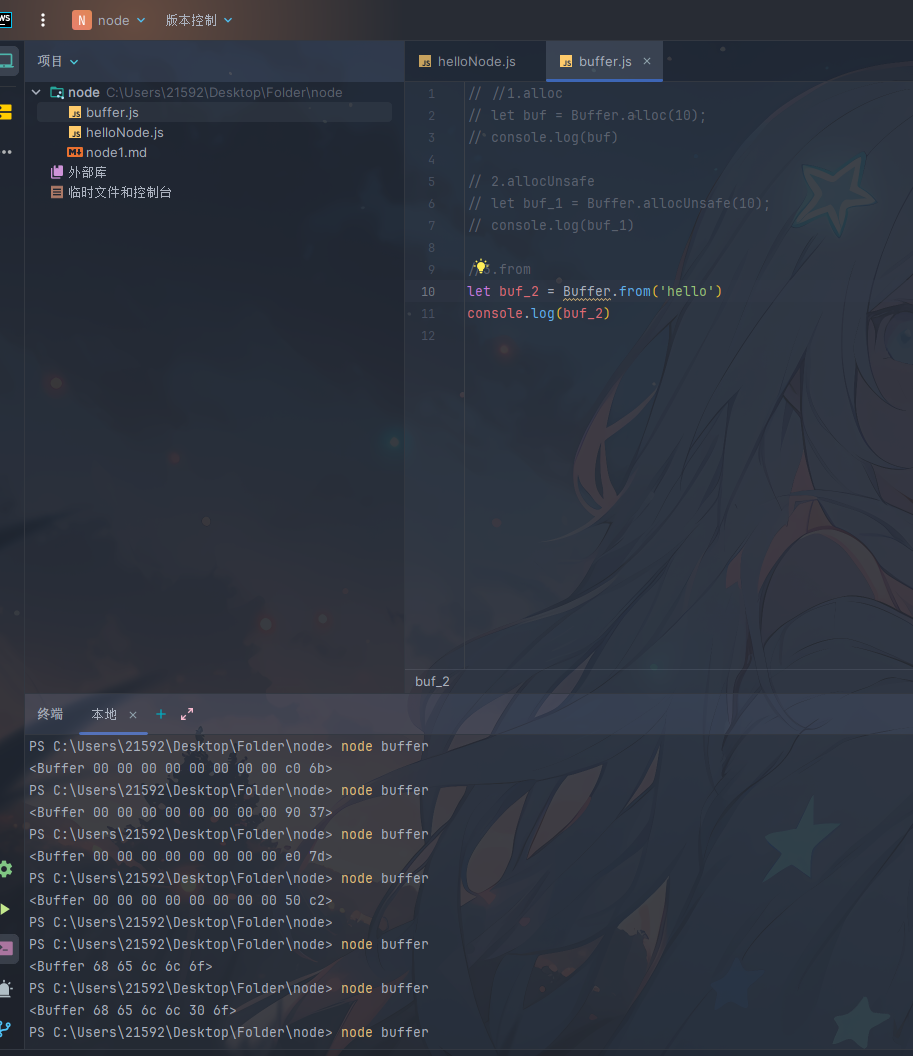 WS
N node 版本控制
项目
node C:\Users\21592\Desktop\Folder\node
buffer.js
helloNode.js
node1.md
外部库
临时文件和控制台
helloNode.js buffer.js
1 // //1.alloc
2 // let buf = Buffer.alloc(10);
3 // console.log(buf)
4
5 // 2.allocUnsafe
6 // let buf_1 = Buffer.allocUnsafe(10);
7 // console.log(buf_1)
8
9 //3.from
10 let buf_2 = Buffer.from('hello')
11 console.log(buf_2)
12
buf_2
终端 本地
PS C:\Users\21592\Desktop\Folder\node> node buffer
<Buffer 00 00 00 00 00 00 00 00 c0 6b>
PS C:\Users\21592\Desktop\Folder\node> node buffer
<Buffer 00 00 00 00 00 00 00 00 90 37>
PS C:\Users\21592\Desktop\Folder\node> node buffer
<Buffer 00 00 00 00 00 00 00 00 e0 7d>
PS C:\Users\21592\Desktop\Folder\node> node buffer
<Buffer 00 00 00 00 00 00 00 00 50 c2>
PS C:\Users\21592\Desktop\Folder\node>
PS C:\Users\21592\Desktop\Folder\node> node buffer
<Buffer 68 65 6c 6c 6f>
PS C:\Users\21592\Desktop\Folder\node> node buffer
<Buffer 68 65 6c 6c 30 6f>
PS C:\Users\21592\Desktop\Folder\node> node buffer